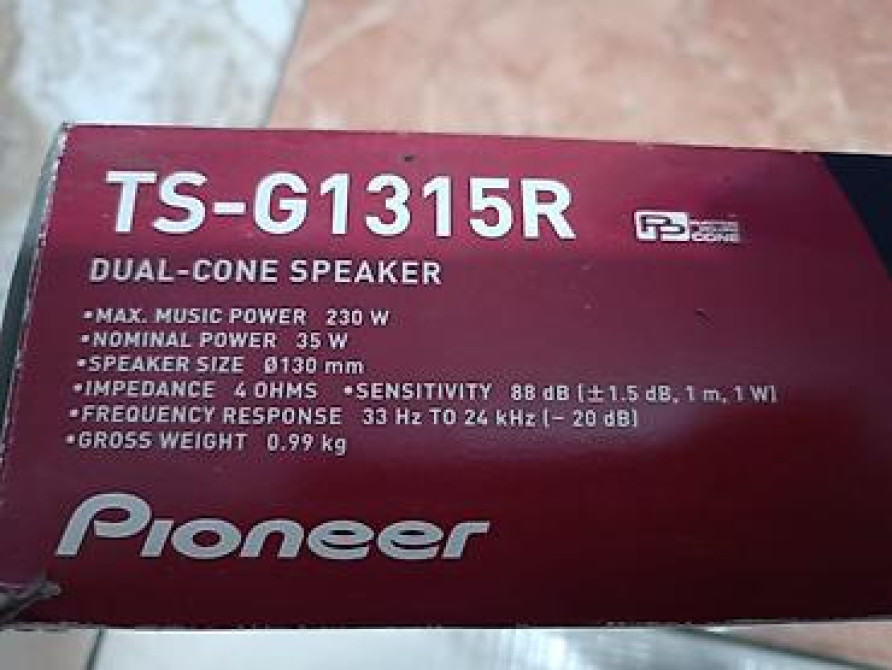 TS-G1315R
DUAL-CONE SPEAKER
•MAX. MUSIC POWER 230 W
•NOMINAL POWER 35 W
•SPEAKER SIZE Ø130 mm
•IMPEDANCE 4 OHMS •SENSITIVITY 88 dB (±1.5 dB, 1 m, 1 W)
•FREQUENCY RESPONSE 33 Hz TO 24 kHz (– 20 dB)
•GROSS WEIGHT 0.99 kg
CONE
Pioneer